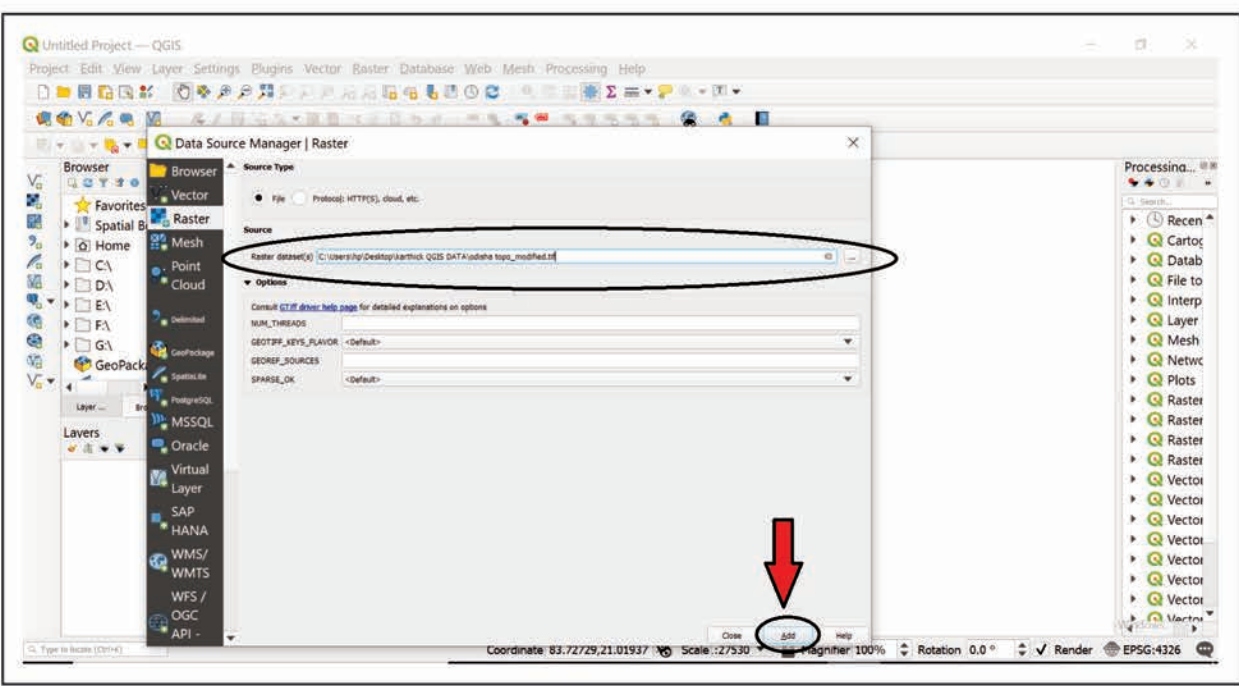 Untitled Project — QGIS
Project Edit View Layer Settings Plugins Vector Raster Database Web Mesh Processing Help
Data Source Manager | Raster
Browser
Favorites
Spatial B
Home
C:\
D:\
E:\
F:\
G:\
GeoPack
Layer ...
Layers
Browser
Vector
Raster
Mesh
Point
Cloud
Delimited
GeoPackage
SpatiaLite
PostgreSQL
MSSQL
Oracle
Virtual
Layer
SAP
HANA
WMS/
WMTS
WFS /
OGC
API -
Source Type
File Protocol: HTTP(S), cloud, etc.
Source
Raster dataset(s) C:\Users\hp\Desktop\karthick QGIS DATA\odisha topo_modified.tif
Options
Consult GTiff driver help page for detailed explanations on options
NUM_THREADS
GEOTIFF_KEYS_FLAVOR <Default>
GEOREF_SOURCES
SPARSE_OK <Default>
Close Add Help
Processing...
Search...
Recen
Cartog
Datab
File to
Interp
Layer
Mesh
Netwo
Plots
Raster
Raster
Raster
Raster
Vector
Vector
Vector
Vector
Vector
Vector
Vector
Vector
Type to locate (Ctrl+K)
Coordinate 83.72729,21.01937 Scale :27530 Magnifier 100% Rotation 0.0 ° Render EPSG:4326